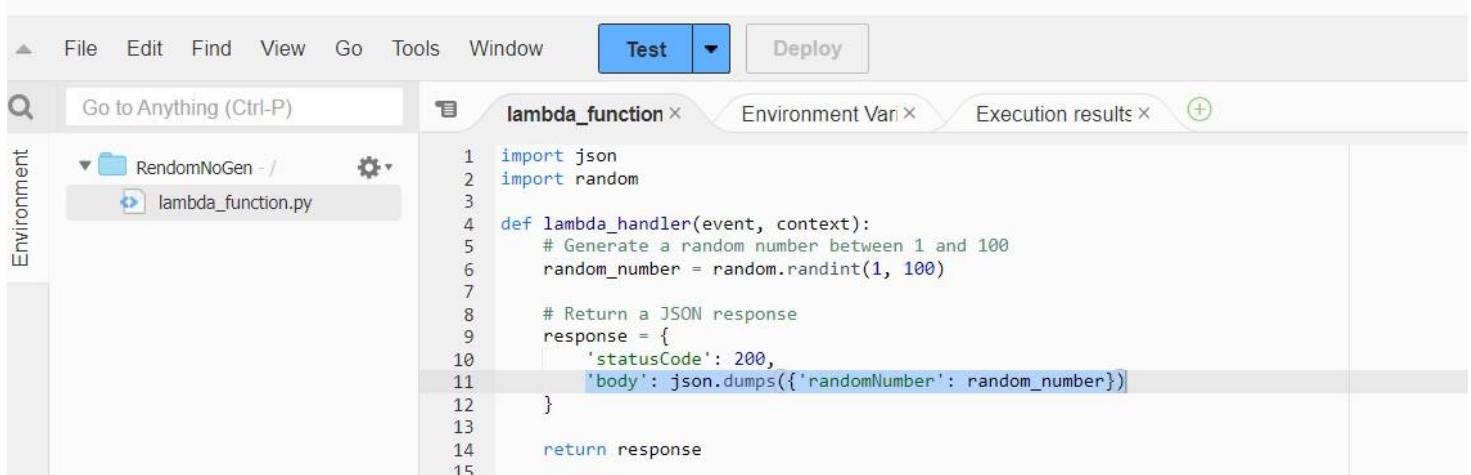 File Edit Find View Go Tools Window Test Deploy
Go to Anything (Ctrl-P)
lambda_function × Environment Vari × Execution results ×
Environment
RendomNoGen - /
lambda_function.py
1 import json
2 import random
3
4 def lambda_handler(event, context):
5     # Generate a random number between 1 and 100
6     random_number = random.randint(1, 100)
7
8     # Return a JSON response
9     response = {
10         'statusCode': 200,
11         'body': json.dumps({'randomNumber': random_number})
12     }
13
14     return response
15